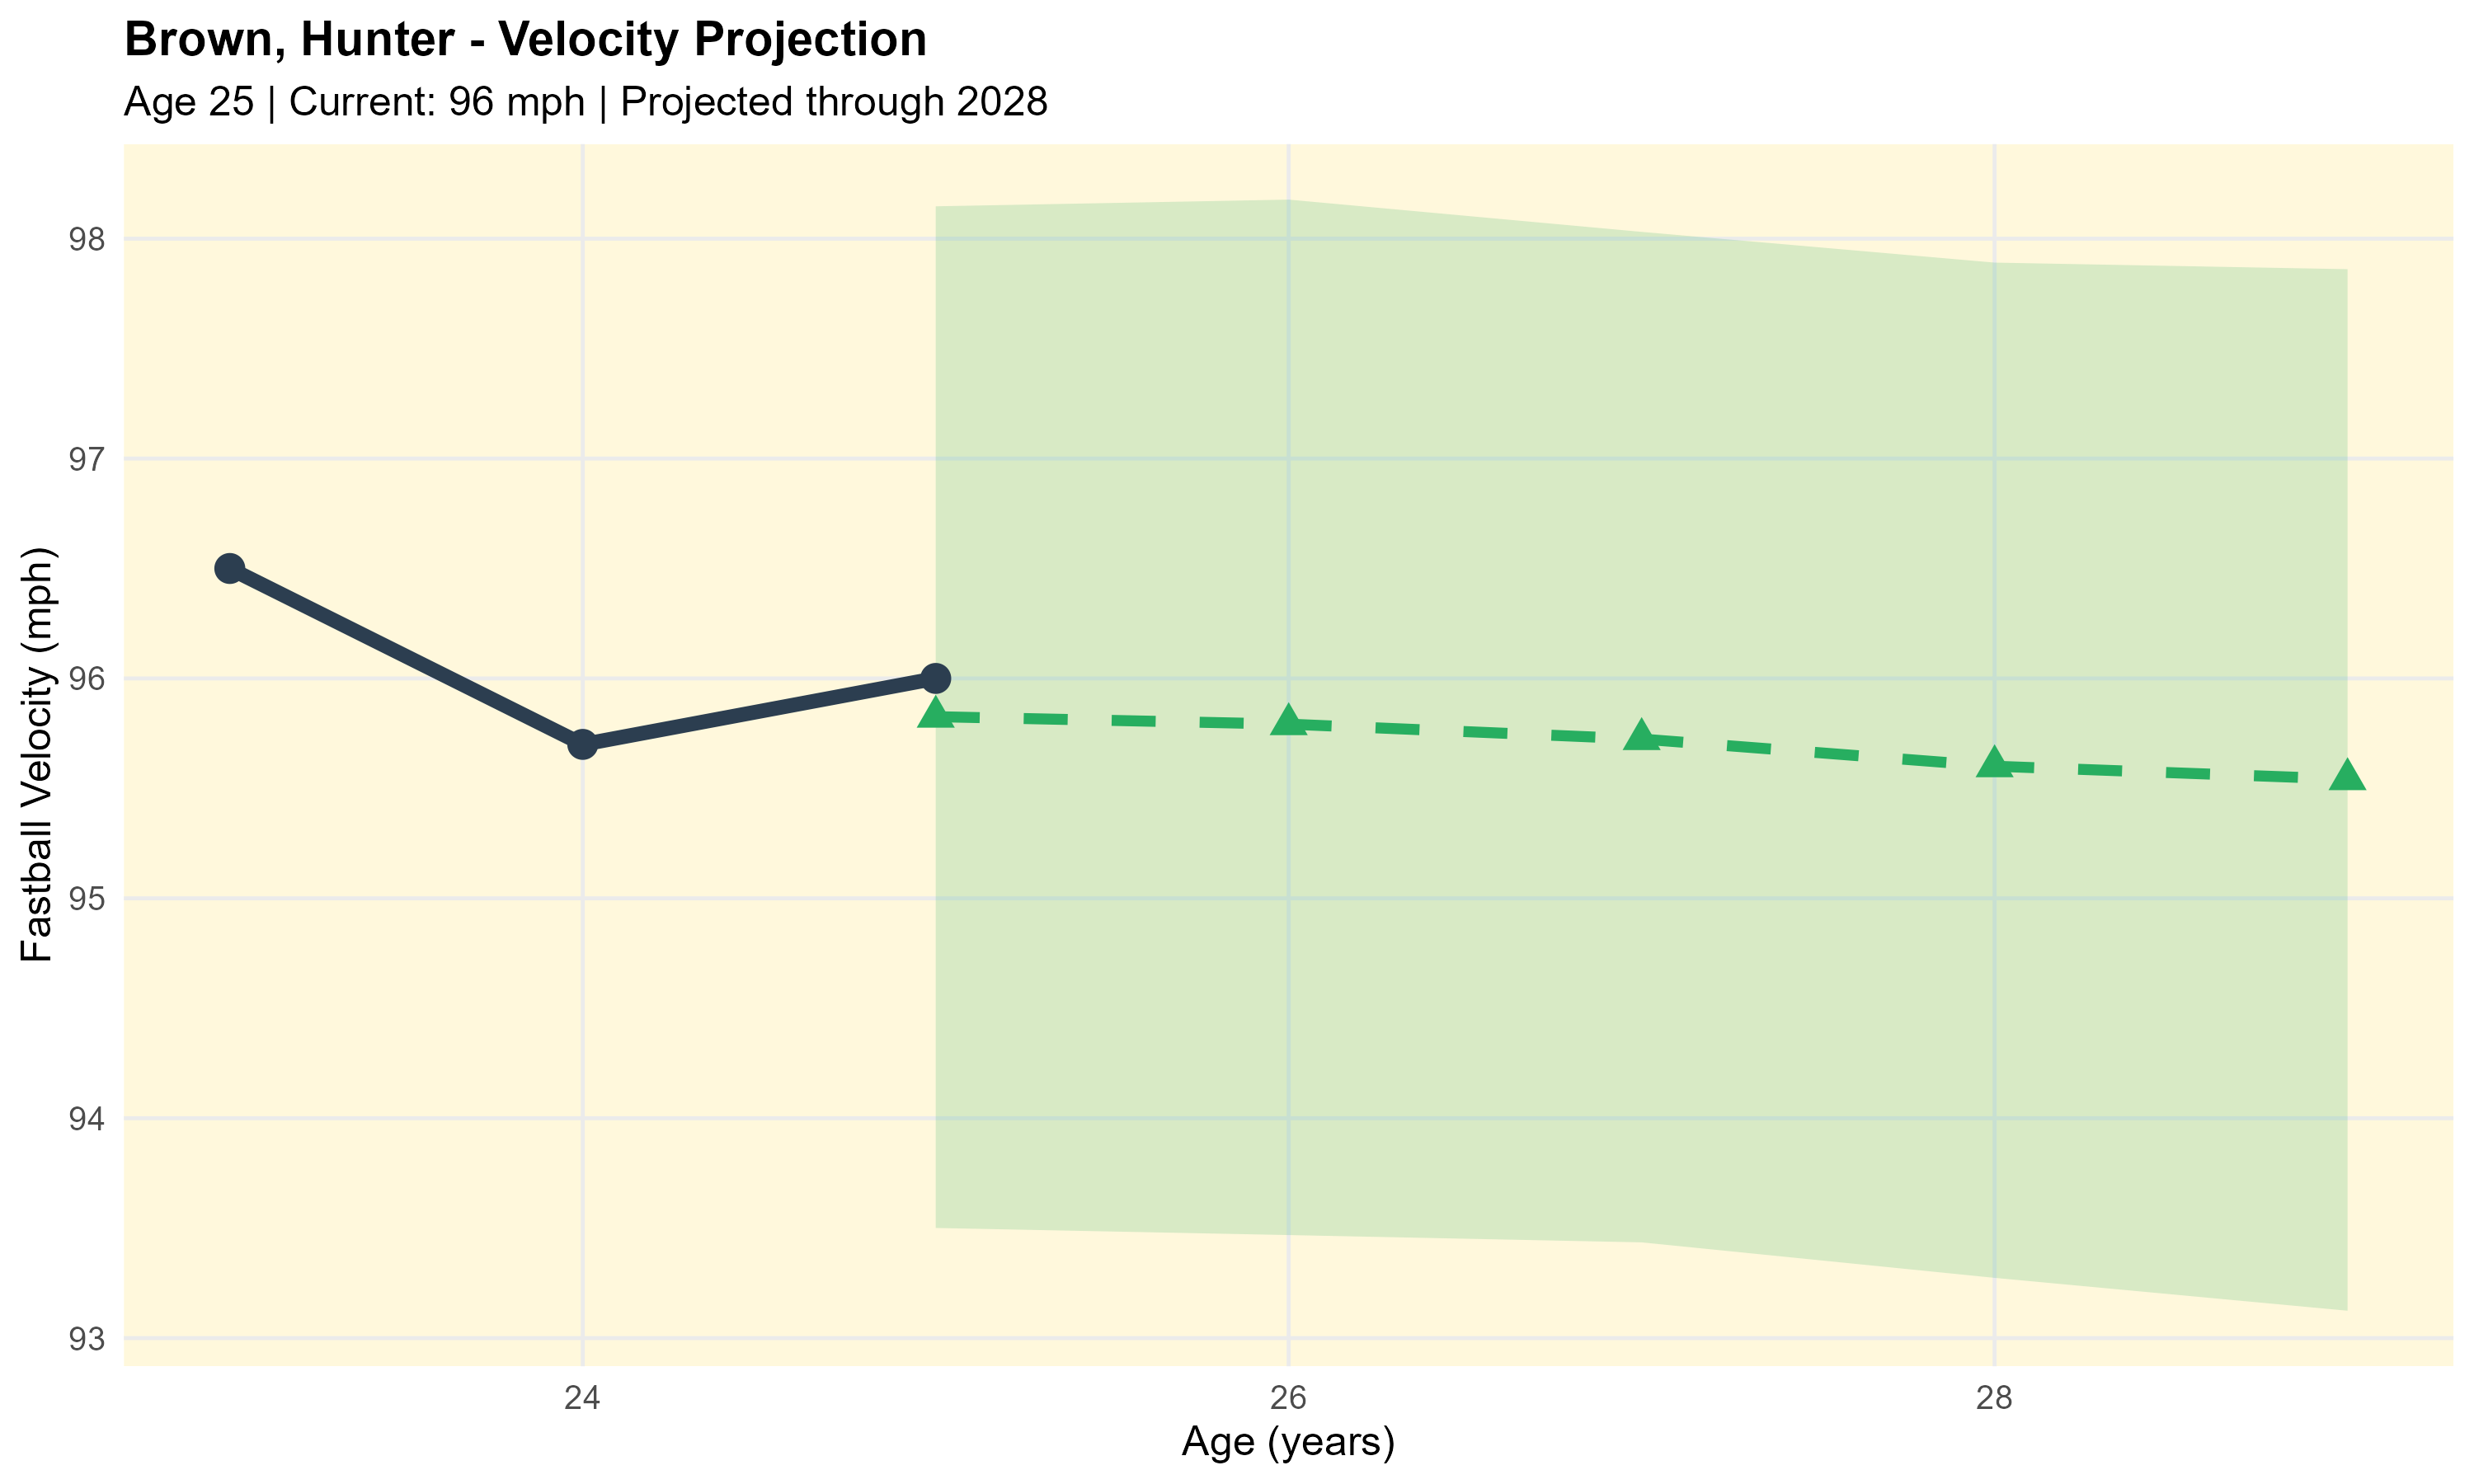 Brown, Hunter - Velocity Projection
Age 25 | Current: 96 mph | Projected through 2028
Fastball Velocity (mph)
98
97
96
95
94
93
24
26
28
Age (years)